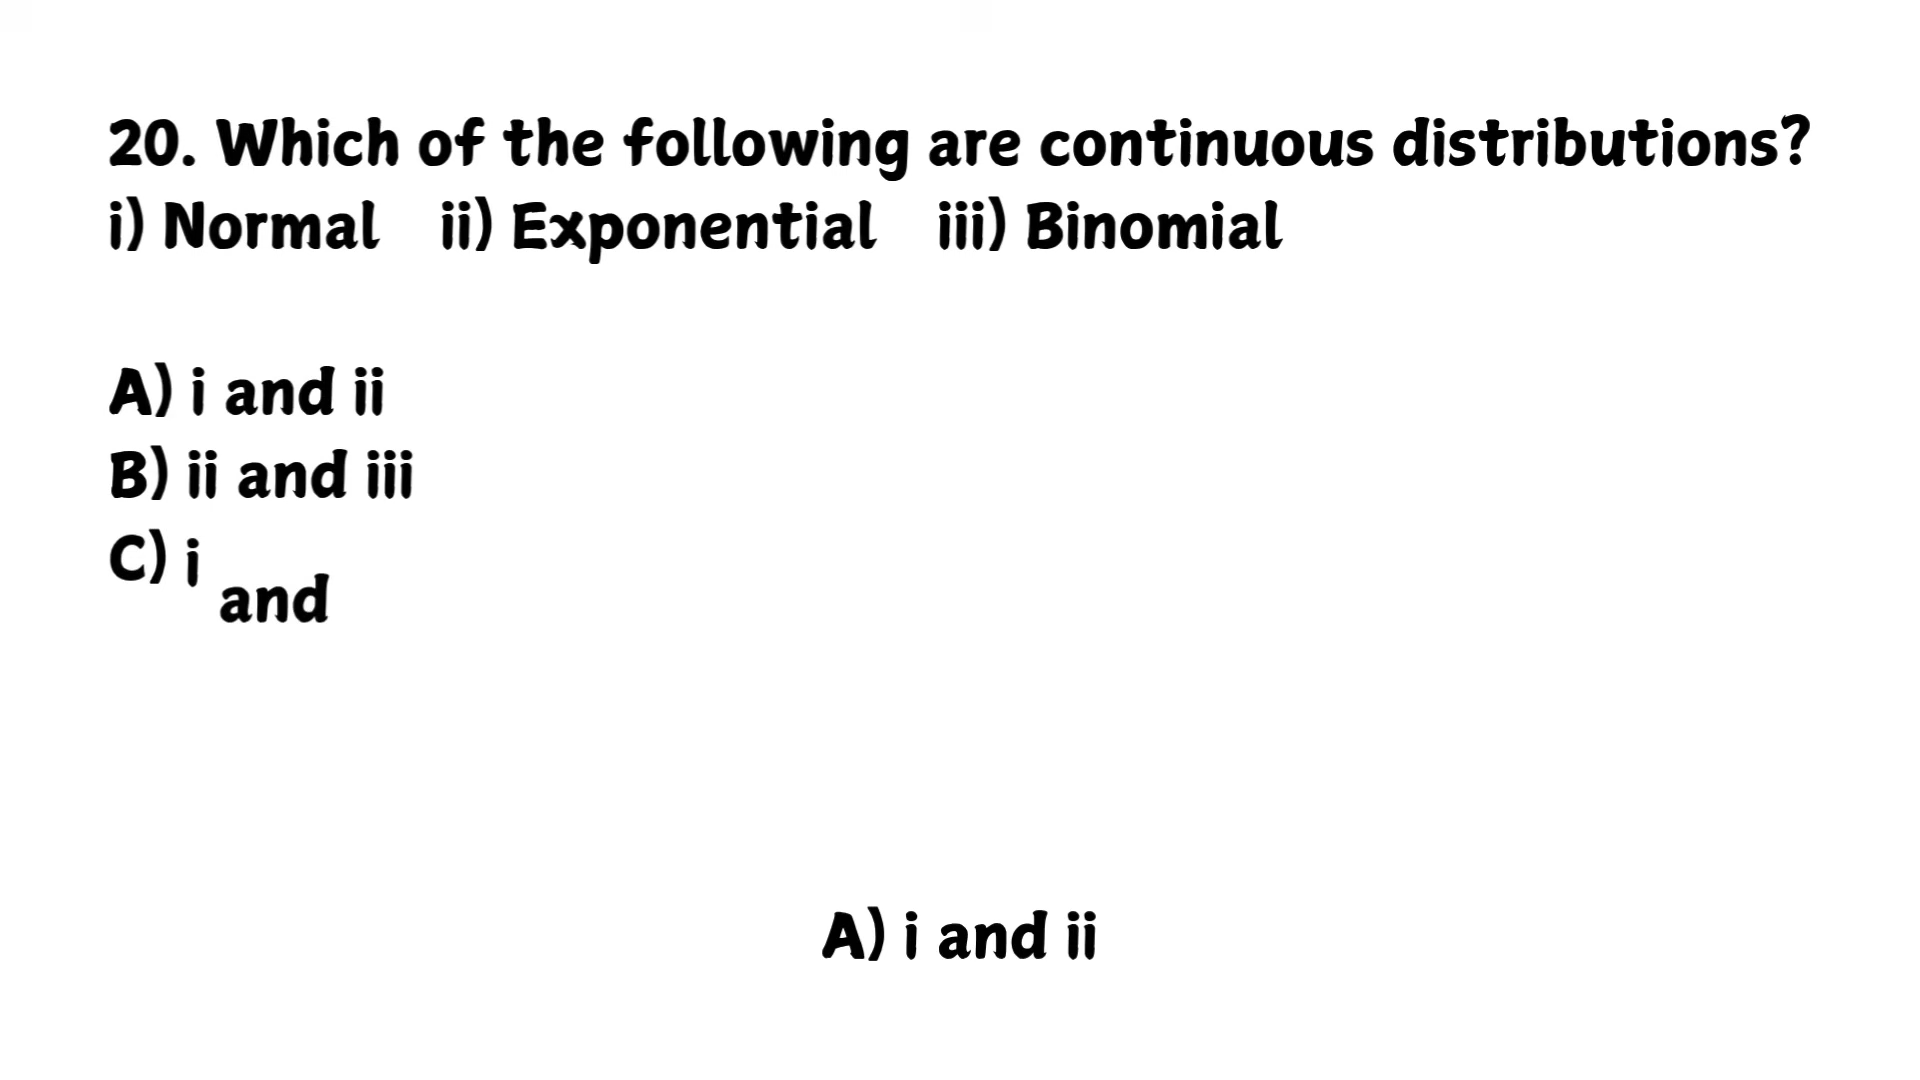 20. Which of the following are continuous distributions?
i) Normal ii) Exponential iii) Binomial
A) i and ii
B) ii and iii
C) i and
A) i and ii